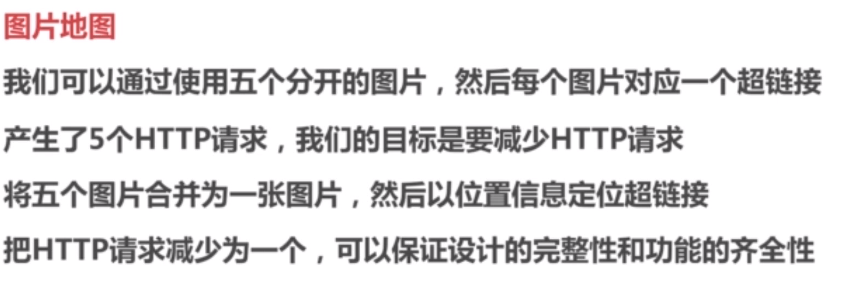 图片地图
我们可以通过使用五个分开的图片，然后每个图片对应一个超链接
产生了5个HTTP请求，我们的目标是要减少HTTP请求
将五个图片合并为一张图片，然后以位置信息定位超链接
把HTTP请求减少为一个，可以保证设计的完整性和功能的齐全性